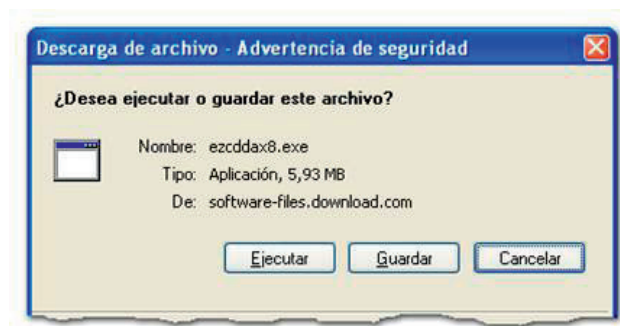 Descarga de archivo - Advertencia de seguridad
¿Desea ejecutar o guardar este archivo?
Nombre: ezcddax8.exe
Tipo: Aplicación, 5,93 MB
De: software-files.download.com
Ejecutar Guardar Cancelar